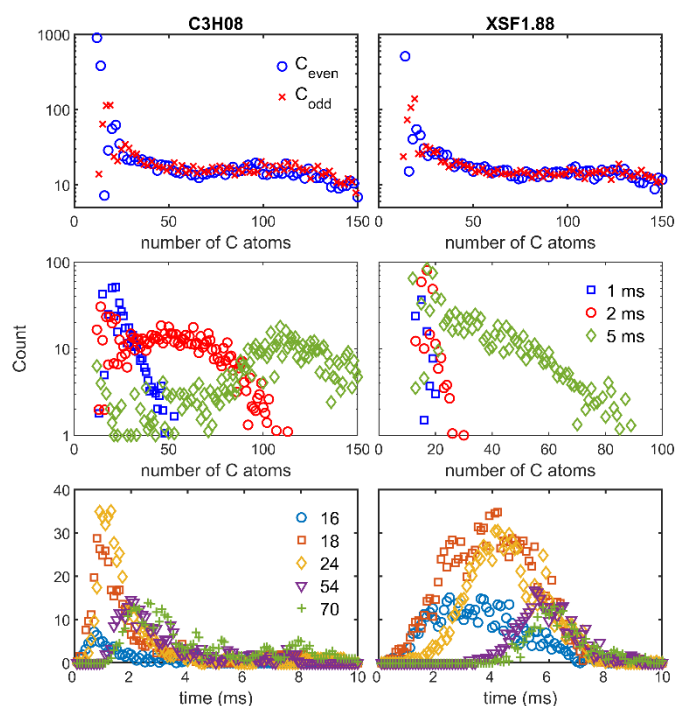 C3H08 XSF1.88
1000
100
10
C_even
C_odd
0 50 100 150
number of C atoms
0 50 100 150
number of C atoms
Count
100
10
1
0 50 100 150
number of C atoms
1 ms
2 ms
5 ms
0 20 40 60 80 100
number of C atoms
40
30
20
10
0
16
18
24
54
70
0 2 4 6 8 10
time (ms)
0 2 4 6 8 10
time (ms)